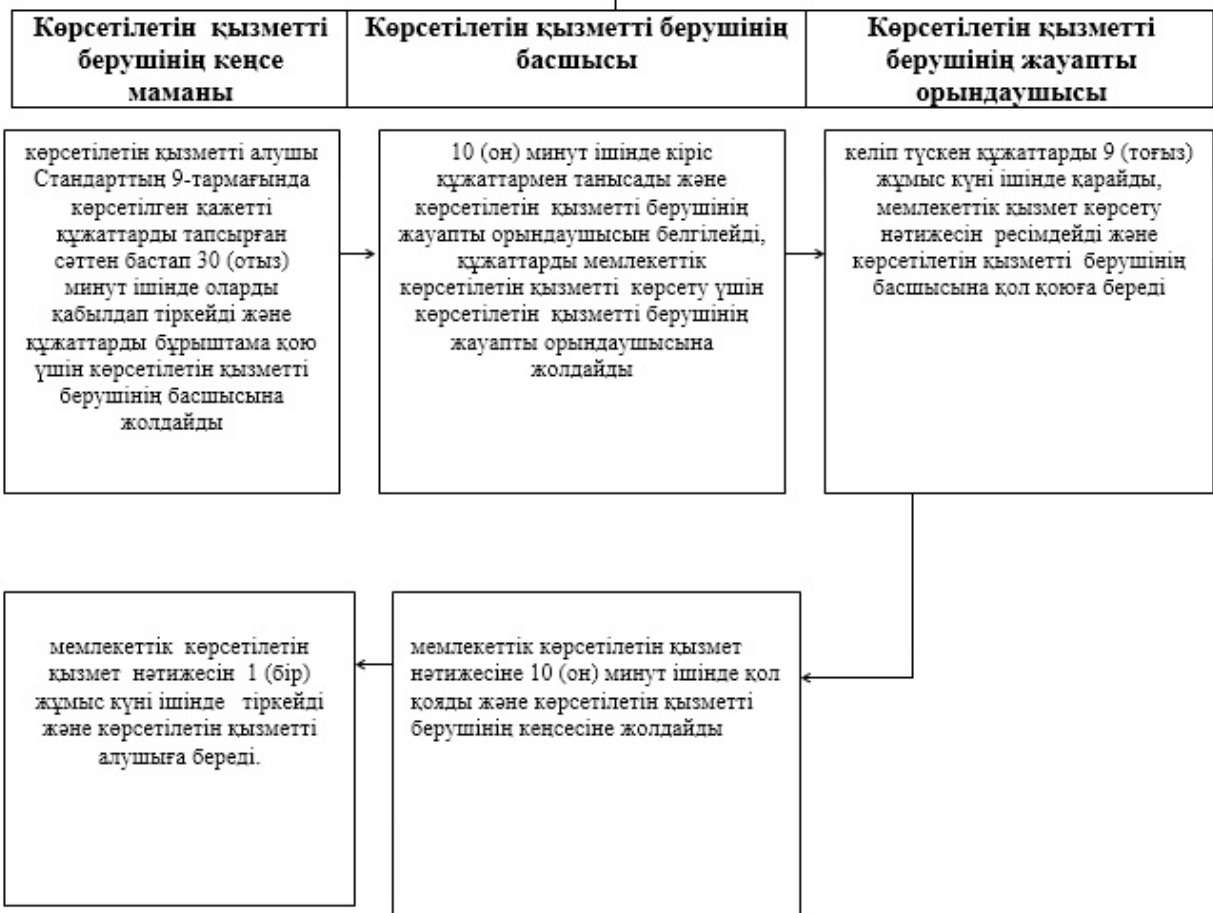 Көрсетілетін қызметті
берушінің кеңсе
маманы
Көрсетілетін қызметті берушінің
басшысы
Көрсетілетін қызметті
берушінің жауапты
орындаушысы
көрсетілетін қызметті алушы
Стандарттың 9-тармағында
көрсетілген қажетті
құжаттарды тапсырған
сәттен бастап 30 (отыз)
минут ішінде оларды
қабылдап тіркейді және
құжаттарды бұрыштама қою
үшін көрсетілетін қызметті
берушінің басшысына
жолдайды
10 (он) минут ішінде кіріс
құжаттармен танысады және
көрсетілетін қызметті берушінің
жауапты орындаушысын белгілейді,
құжаттарды мемлекеттік
көрсетілетін қызметті көрсету үшін
көрсетілетін қызметті берушінің
жауапты орындаушысына
жолдайды
келіп түскен құжаттарды 9 (тоғыз)
жұмыс күні ішінде қарайды,
мемлекеттік қызмет көрсету
нәтижесін ресімдейді және
көрсетілетін қызметті берушінің
басшысына қол қоюға береді
мемлекеттік көрсетілетін
қызмет нәтижесін 1 (бір)
жұмыс күні ішінде тіркейді
және көрсетілетін қызметті
алушыға береді.
мемлекеттік көрсетілетін қызмет
нәтижесіне 10 (он) минут ішінде қол
қояды және көрсетілетін қызметті
берушінің кеңсесіне жолдайды